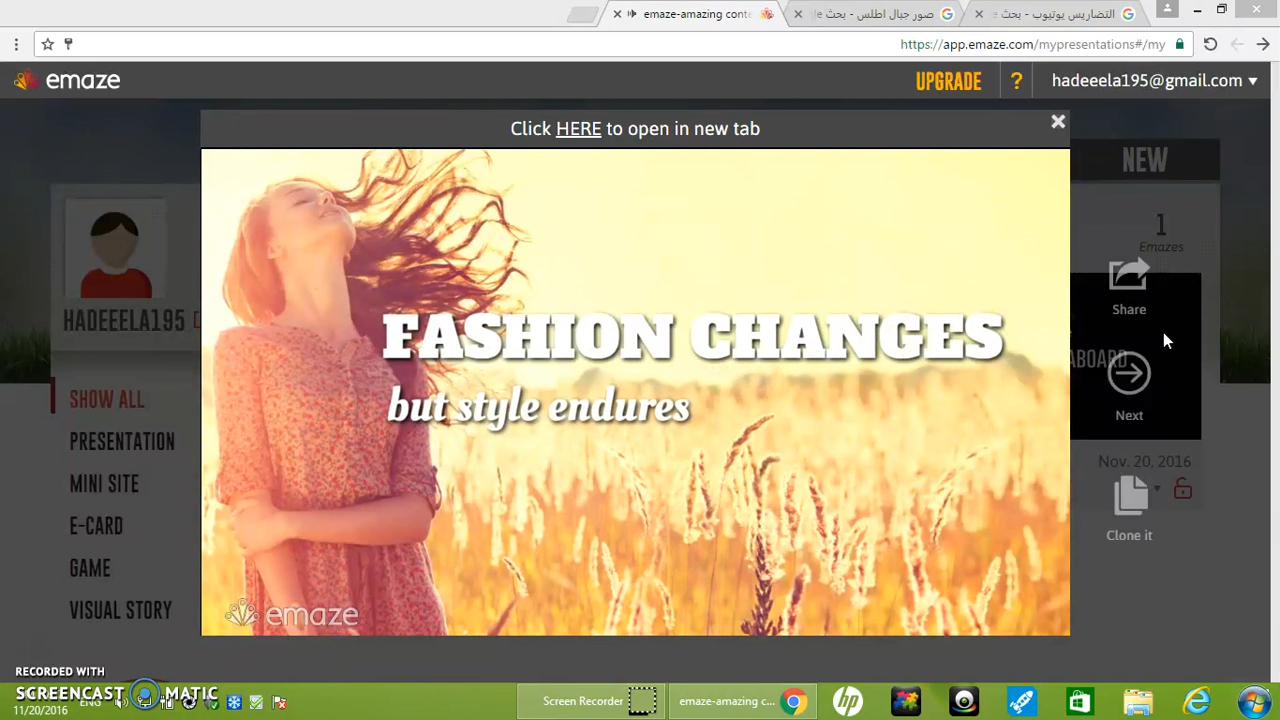 emaze-amazing conte
صور جبال اطلس - بحث
التضاريس يوتيوب - بحث
https://app.emaze.com/mypresentations#/my
emaze
UPGRADE
?
hadeeela195@gmail.com
Click HERE to open in new tab
NEW
1
Emazes
HADEEELA195
Share
FASHION CHANGES
but style endures
ABOARD
Next
SHOW ALL
PRESENTATION
MINI SITE
E-CARD
GAME
VISUAL STORY
Nov. 20, 2016
Clone it
emaze
RECORDED WITH
SCREENCAST MATIC
11/20/2016
ENG
Screen Recorder
emaze-amazing c...
hp